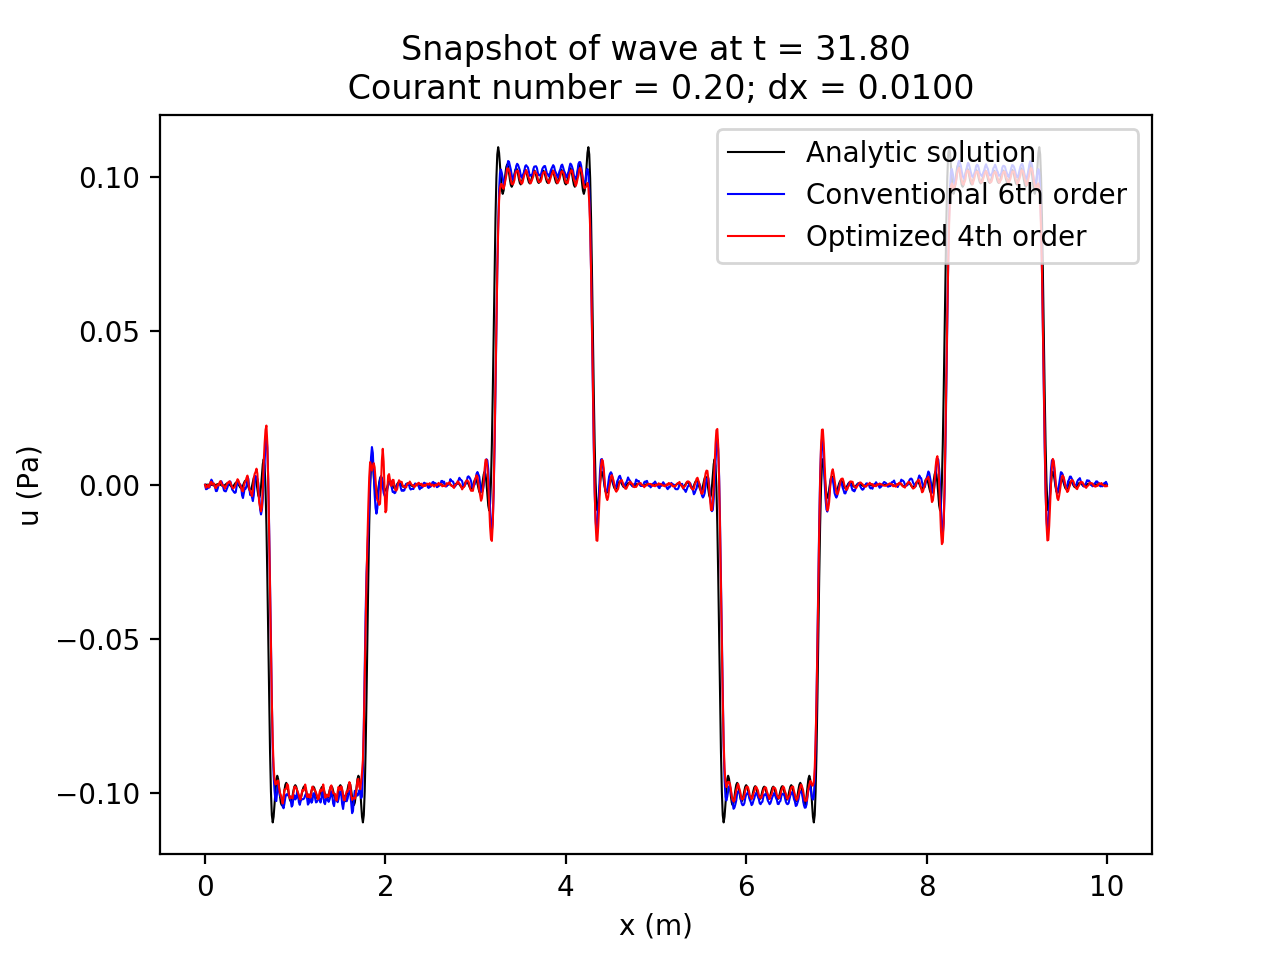 Snapshot of wave at t = 31.80
Courant number = 0.20; dx = 0.0100
Analytic solution
Conventional 6th order
Optimized 4th order
0.10
0.05
0.00
−0.05
−0.10
u (Pa)
0 2 4 6 8 10
x (m)